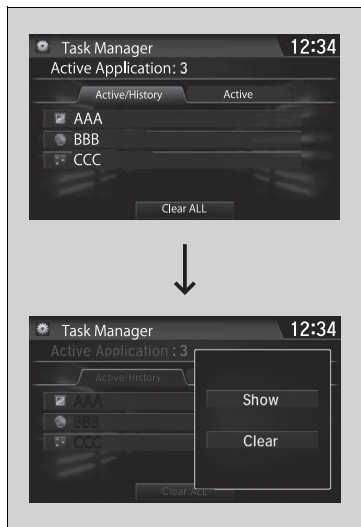 Task Manager 12:34
Active Application: 3
Active/History Active
AAA
BBB
CCC
Clear ALL
Task Manager 12:34
Active Application : 3
Active/History
AAA
BBB
CCC
Show
Clear
Clear ALL